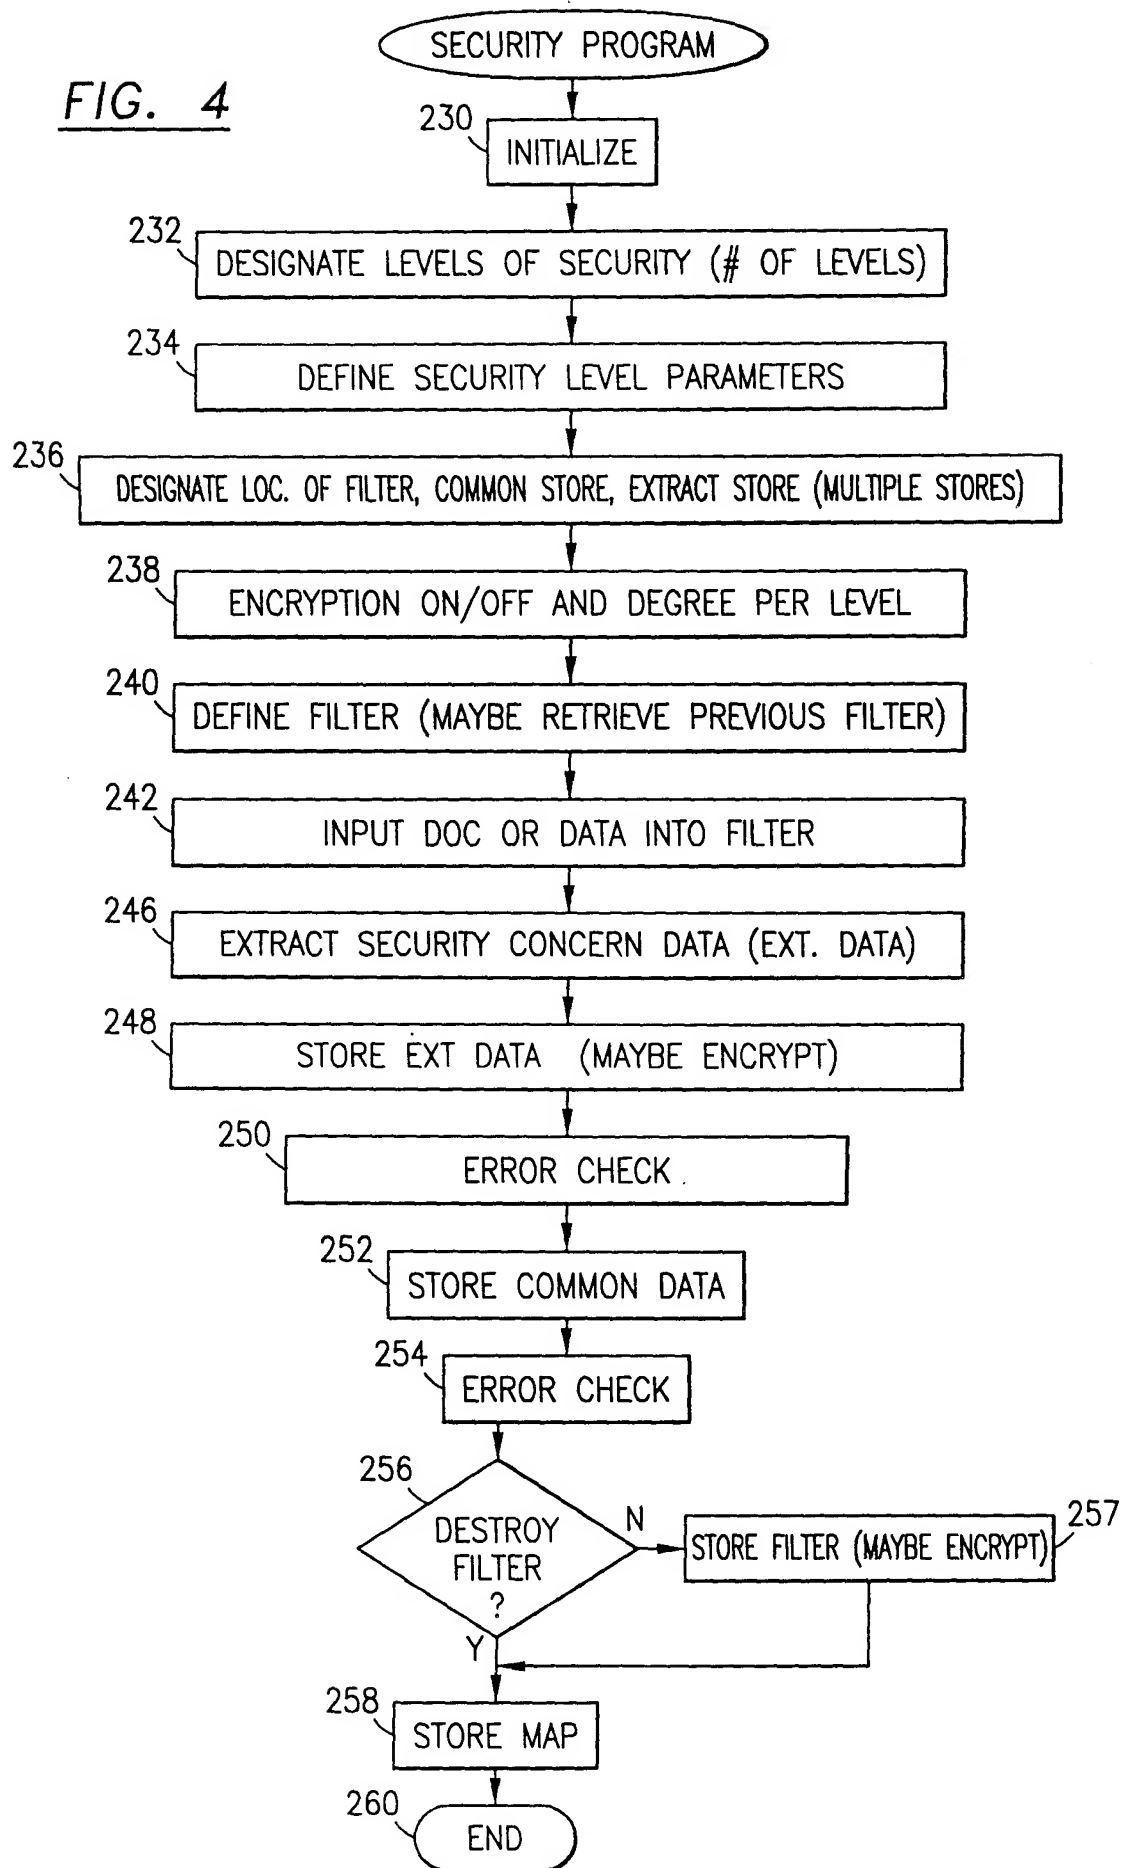 SECURITY PROGRAM
FIG. 4
230
INITIALIZE
232
DESIGNATE LEVELS OF SECURITY (# OF LEVELS)
234
DEFINE SECURITY LEVEL PARAMETERS
236
DESIGNATE LOC. OF FILTER, COMMON STORE, EXTRACT STORE (MULTIPLE STORES)
238
ENCRYPTION ON/OFF AND DEGREE PER LEVEL
240
DEFINE FILTER (MAYBE RETRIEVE PREVIOUS FILTER)
242
INPUT DOC OR DATA INTO FILTER
246
EXTRACT SECURITY CONCERN DATA (EXT. DATA)
248
STORE EXT DATA (MAYBE ENCRYPT)
250
ERROR CHECK
252
STORE COMMON DATA
254
ERROR CHECK
256
DESTROY
FILTER
?
N
STORE FILTER (MAYBE ENCRYPT)
257
Y
258
STORE MAP
260
END